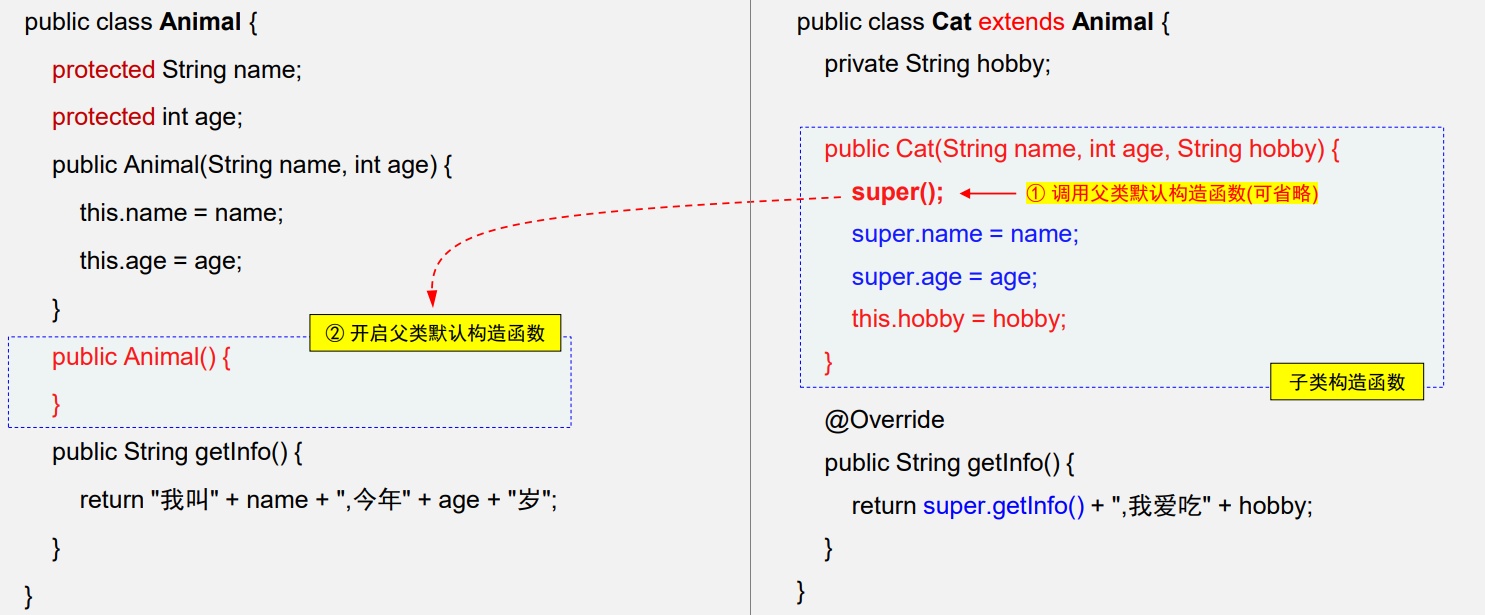 public class Animal {
protected String name;
protected int age;
public Animal(String name, int age) {
this.name = name;
this.age = age;
}
② 开启父类默认构造函数
public Animal() {
}
public String getInfo() {
return "我叫" + name + ",今年" + age + "岁";
}
}
public class Cat extends Animal {
private String hobby;
public Cat(String name, int age, String hobby) {
super(); ① 调用父类默认构造函数(可省略)
super.name = name;
super.age = age;
this.hobby = hobby;
}
子类构造函数
@Override
public String getInfo() {
return super.getInfo() + ",我爱吃" + hobby;
}
}